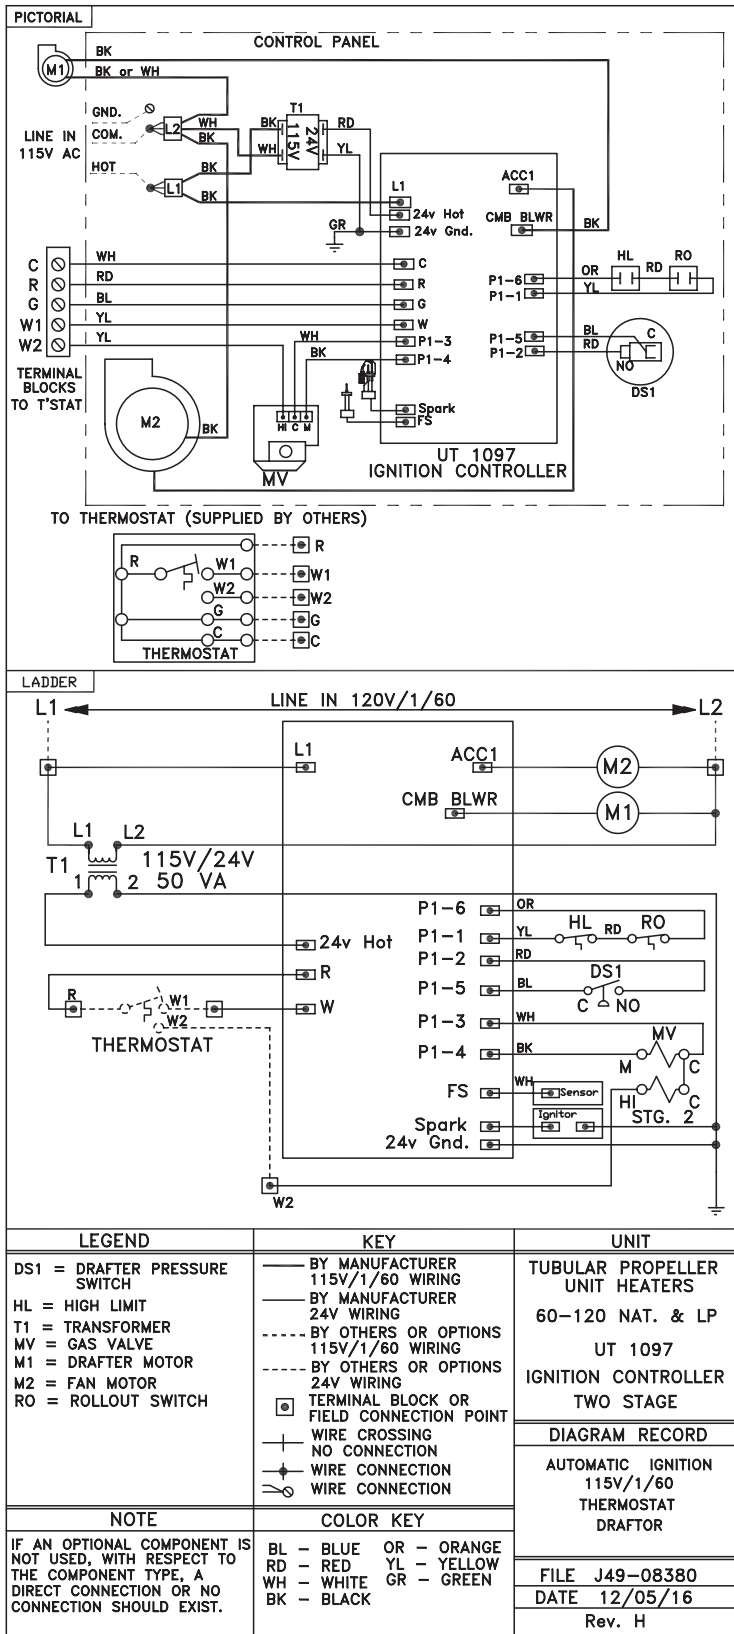 PICTORIAL
CONTROL PANEL
M1
BK
BK or WH
GND.
COM.
HOT
LINE IN
115V AC
L2
WH
BK
L1
BK
BK
T1
BK
WH
115V
24V
RD
YL
GR
L1
24v Hot
24v Gnd.
ACC1
CMB BLWR
BK
C
R
G
W1
W2
WH
RD
BL
YL
YL
TERMINAL
BLOCKS
TO T'STAT
C
R
G
W
P1-3
P1-4
WH
BK
P1-6
P1-1
P1-5
P1-2
OR
YL
HL
RD
RO
BL
RD
C
NO
DS1
M2
BK
HI C M
MV
Spark
FS
UT 1097
IGNITION CONTROLLER
TO THERMOSTAT (SUPPLIED BY OTHERS)
R
R
W1
W1
W2
W2
G
G
C
C
THERMOSTAT
LADDER
L1
LINE IN 120V/1/60
L2
L1
ACC1
M2
CMB BLWR
M1
L1
L2
T1
1
2
115V/24V
50 VA
24v Hot
R
W
R
W1
W2
THERMOSTAT
W2
P1-6
OR
P1-1
YL
HL
RD
RO
P1-2
RD
P1-5
BL
DS1
C
NO
P1-3
WH
P1-4
BK
MV
M
C
FS
WH
Sensor
HI
C
STG. 2
Ignitor
Spark
24v Gnd.
LEGEND
DS1 = DRAFTER PRESSURE
SWITCH
HL = HIGH LIMIT
T1 = TRANSFORMER
MV = GAS VALVE
M1 = DRAFTER MOTOR
M2 = FAN MOTOR
RO = ROLLOUT SWITCH
KEY
BY MANUFACTURER
115V/1/60 WIRING
BY MANUFACTURER
24V WIRING
BY OTHERS OR OPTIONS
115V/1/60 WIRING
BY OTHERS OR OPTIONS
24V WIRING
TERMINAL BLOCK OR
FIELD CONNECTION POINT
WIRE CROSSING
NO CONNECTION
WIRE CONNECTION
WIRE CONNECTION
UNIT
TUBULAR PROPELLER
UNIT HEATERS
60-120 NAT. & LP
UT 1097
IGNITION CONTROLLER
TWO STAGE
DIAGRAM RECORD
AUTOMATIC IGNITION
115V/1/60
THERMOSTAT
DRAFTOR
NOTE
IF AN OPTIONAL COMPONENT IS
NOT USED, WITH RESPECT TO
THE COMPONENT TYPE, A
DIRECT CONNECTION OR NO
CONNECTION SHOULD EXIST.
COLOR KEY
BL - BLUE OR - ORANGE
RD - RED YL - YELLOW
WH - WHITE GR - GREEN
BK - BLACK
FILE J49-08380
DATE 12/05/16
Rev. H